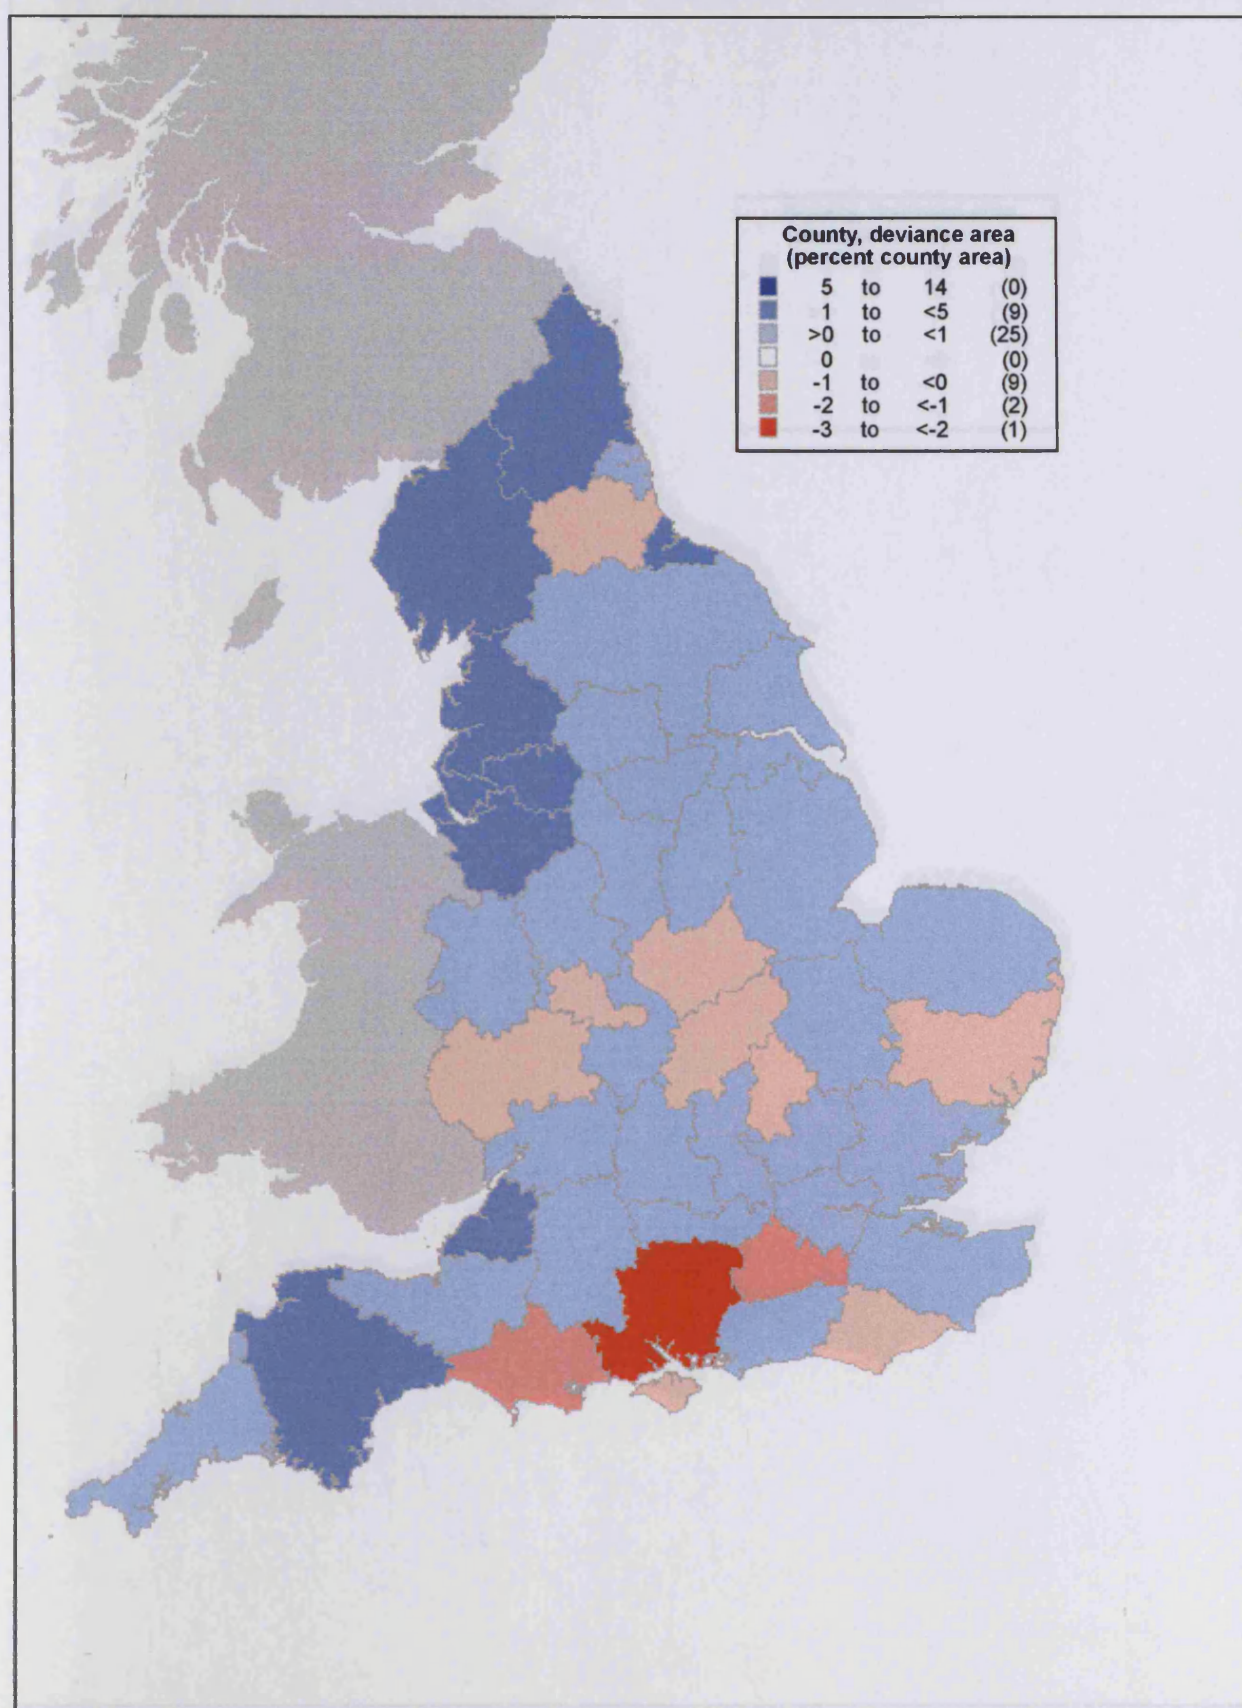 County, deviance area
(percent county area)
5 to 14 (0)
1 to <5 (9)
>0 to <1 (25)
0 (0)
-1 to <0 (9)
-2 to <-1 (2)
-3 to <-2 (1)